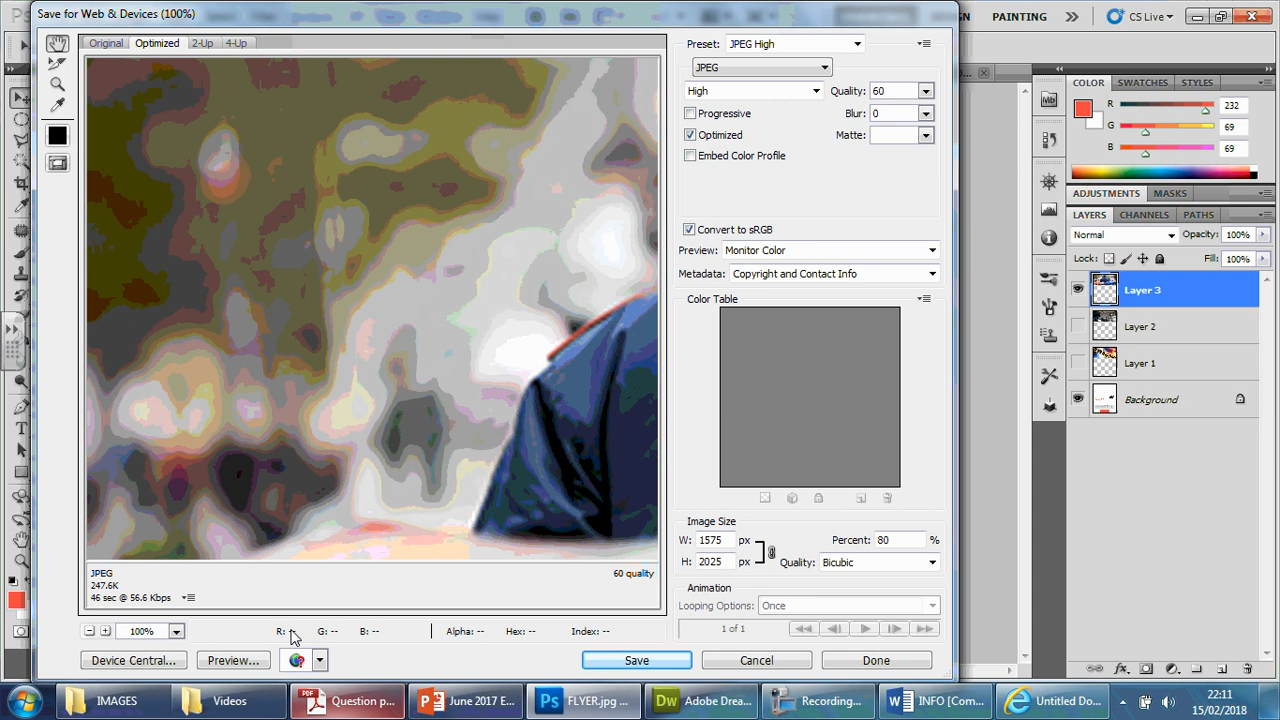 Save for Web & Devices (100%)
PAINTING
CS Live
Original Optimized 2-Up 4-Up
Preset: JPEG High
JPEG
High Quality: 60
Progressive Blur: 0
Optimized Matte:
Embed Color Profile
Convert to sRGB
Preview: Monitor Color
Metadata: Copyright and Contact Info
Color Table
Image Size
W: 1575 px Percent: 80 %
H: 2025 px Quality: Bicubic
Animation
Looping Options: Once
1 of 1
JPEG 60 quality
247.6K
46 sec @ 56.6 Kbps
100% R: G: -- B: -- Alpha: -- Hex: -- Index: --
Device Central... Preview... Save Cancel Done
COLOR SWATCHES STYLES
R 232
G 69
B 69
ADJUSTMENTS MASKS
LAYERS CHANNELS PATHS
Normal Opacity: 100%
Lock: Fill: 100%
Layer 3
Layer 2
Layer 1
Background
IMAGES Videos Question p... June 2017 E... FLYER.jpg ... Adobe Drea... Recording... INFO [Com... Untitled Do...
22:11
15/02/2018